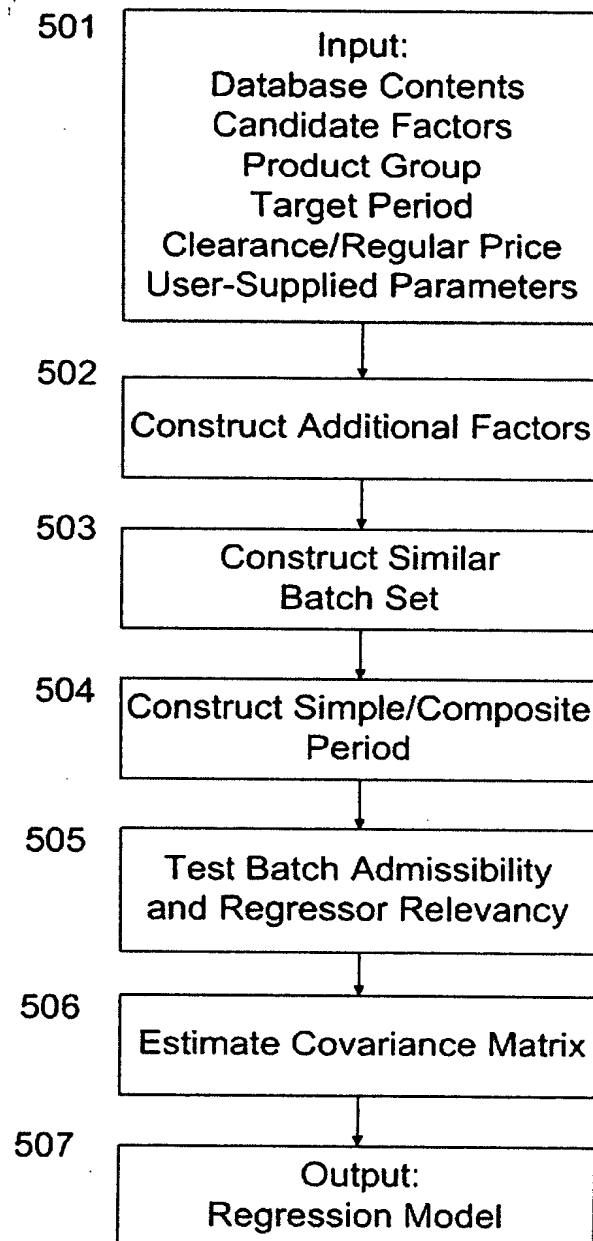 501
Input:
Database Contents
Candidate Factors
Product Group
Target Period
Clearance/Regular Price
User-Supplied Parameters
502
Construct Additional Factors
503
Construct Similar
Batch Set
504
Construct Simple/Composite
Period
505
Test Batch Admissibility
and Regressor Relevancy
506
Estimate Covariance Matrix
507
Output:
Regression Model